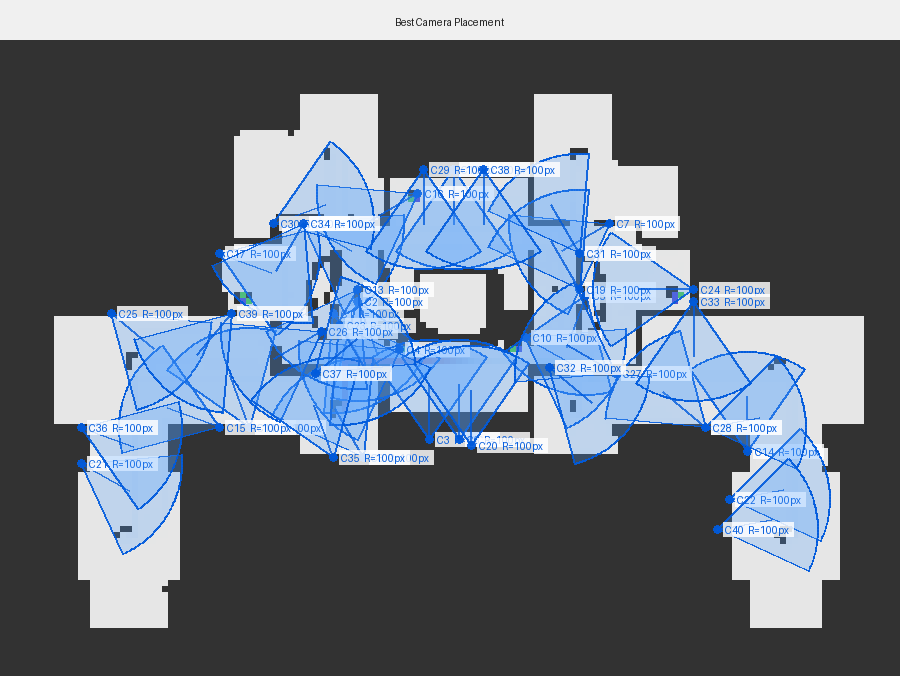 Best Camera Placement
C29 R=100
C38 R=100px
C16 R=100px
C30
C34 R=100px
C7 R=100px
C17 R=100px
C31 R=100px
C13 R=100px
C19 R=100px
C24 R=100px
C2 R=100px
C33 R=100px
C25 R=100px
C39 R=100px
C26 R=100px
C10 R=100px
C4 R=100px
C37 R=100px
C32 R=100px
C27 R=100px
C36 R=100px
C15 R=100px
C28 R=100px
C3
C20 R=100px
C14 R=100px
C35 R=100px
C21 R=100px
C22 R=100px
C40 R=100px